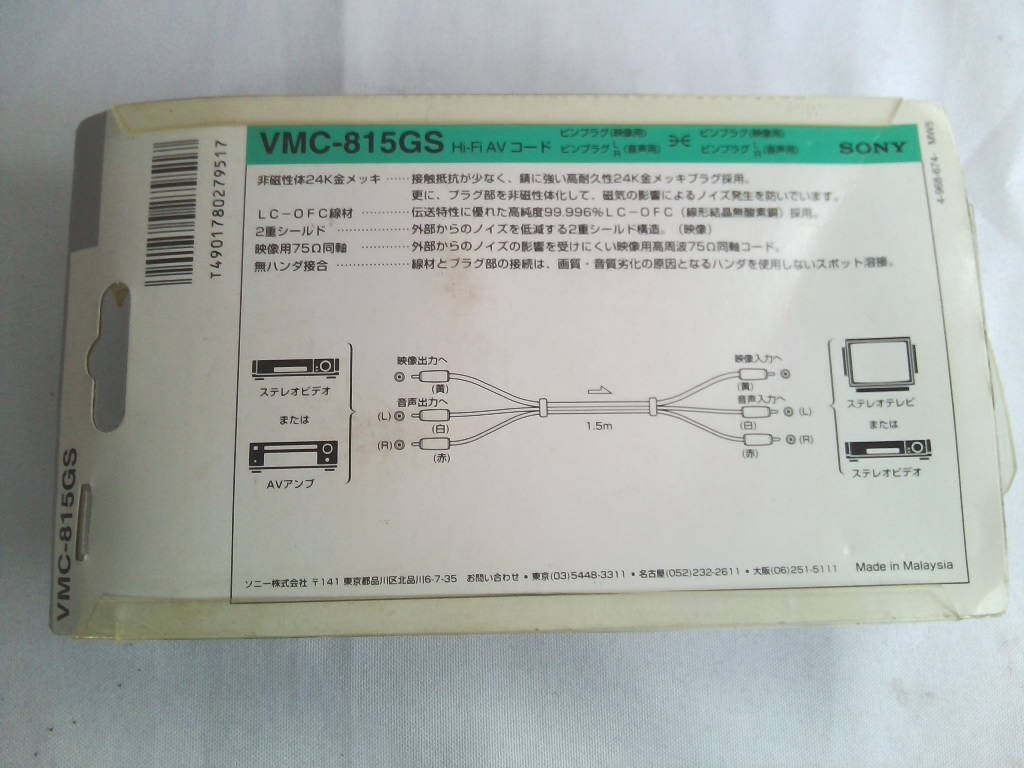 VMC-815GS Hi-Fi AV コード ピンプラグ(映像用) ピンプラグ(映像用)
ピンプラグ L R (音声用) ピンプラグ L R (音声用)
SONY
非磁性体24K金メッキ……接触抵抗が少なく、錆に強い高耐久性24K金メッキプラグ採用。
更に、プラグ部を非磁性体化して、磁気の影響によるノイズ発生を防いでいます。
LC-OFC線材……伝送特性に優れた高純度99.996%LC-OFC(線形結晶無酸素銅)採用。
2重シールド……外部からのノイズを低減する2重シールド構造。(映像)
映像用75Ω同軸……外部からのノイズの影響を受けにくい映像用高周波75Ω同軸コード。
無ハンダ接合……線材とプラグ部の接続は、画質・音質劣化の原因となるハンダを使用しないスポット溶接。
ステレオビデオ
または
AVアンプ
映像出力へ
(黄)
音声出力へ
(L)
(白)
(R)
(赤)
1.5m
映像入力へ
(黄)
音声入力へ
(L)
(白)
(R)
(赤)
ステレオテレビ
または
ステレオビデオ
ソニー株式会社 〒141 東京都品川区北品川6-7-35 お問い合わせ・東京(03)5448-3311・名古屋(052)232-2611・大阪(06)251-5111 Made in Malaysia
T4901780279517
VMC-815GS
4-968-674- MW5